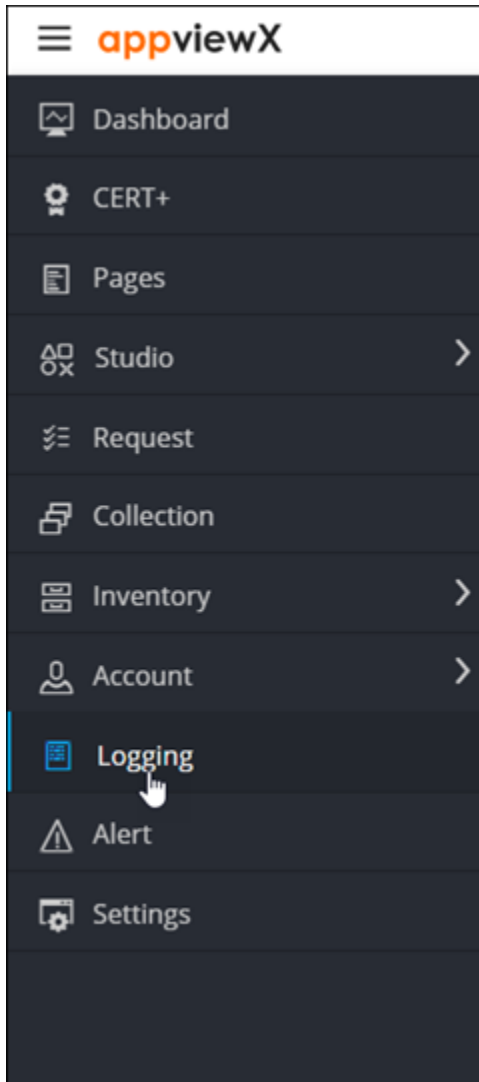 appviewX
Dashboard
CERT+
Pages
Studio
Request
Collection
Inventory
Account
Logging
Alert
Settings